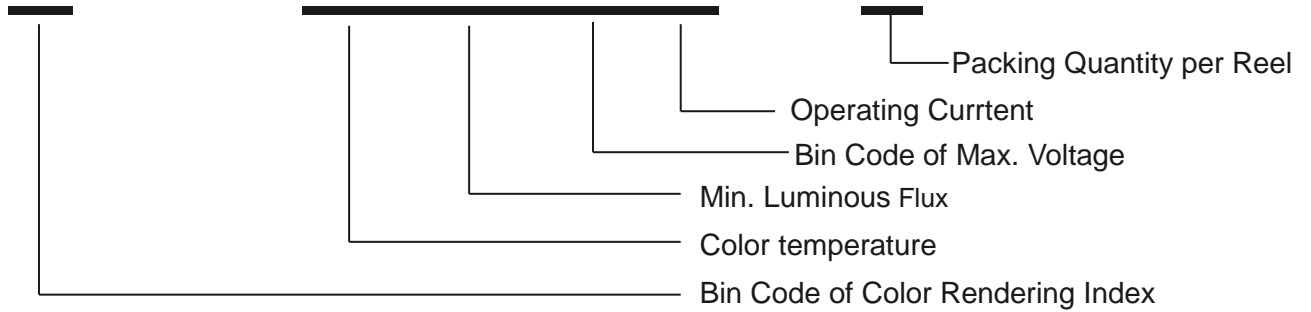 Packing Quantity per Reel
Operating Currtent
Bin Code of Max. Voltage
Min. Luminous Flux
Color temperature
Bin Code of Color Rendering Index